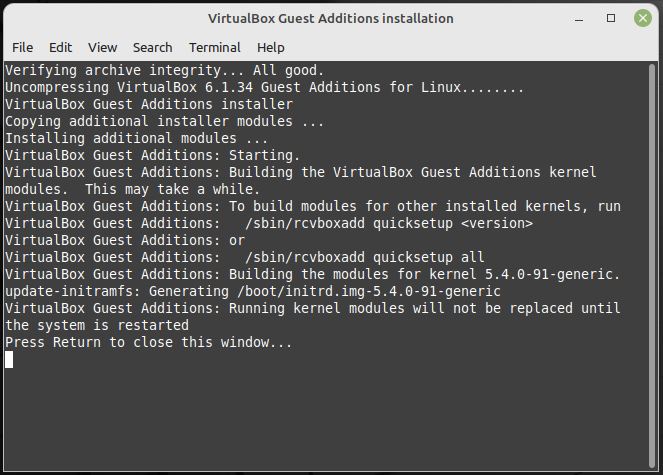 VirtualBox Guest Additions installation
File Edit View Search Terminal Help
Verifying archive integrity... All good.
Uncompressing VirtualBox 6.1.34 Guest Additions for Linux........
VirtualBox Guest Additions installer
Copying additional installer modules ...
Installing additional modules ...
VirtualBox Guest Additions: Starting.
VirtualBox Guest Additions: Building the VirtualBox Guest Additions kernel
modules.  This may take a while.
VirtualBox Guest Additions: To build modules for other installed kernels, run
VirtualBox Guest Additions:   /sbin/rcvboxadd quicksetup <version>
VirtualBox Guest Additions: or
VirtualBox Guest Additions:   /sbin/rcvboxadd quicksetup all
VirtualBox Guest Additions: Building the modules for kernel 5.4.0-91-generic.
update-initramfs: Generating /boot/initrd.img-5.4.0-91-generic
VirtualBox Guest Additions: Running kernel modules will not be replaced until
the system is restarted
Press Return to close this window...